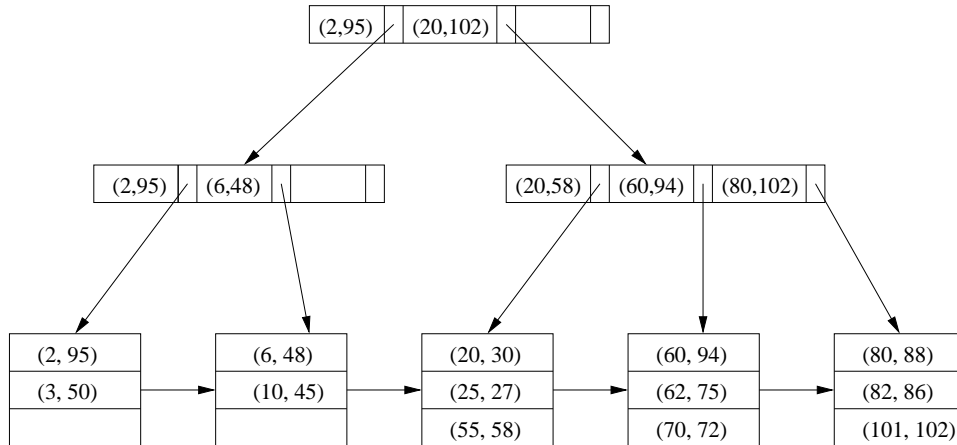 (2,95) (20,102)
(2,95) (6,48) (20,58) (60,94) (80,102)
(2, 95) (6, 48) (20, 30) (60, 94) (80, 88)
(3, 50) (10, 45) (25, 27) (62, 75) (82, 86)
(55, 58) (70, 72) (101, 102)